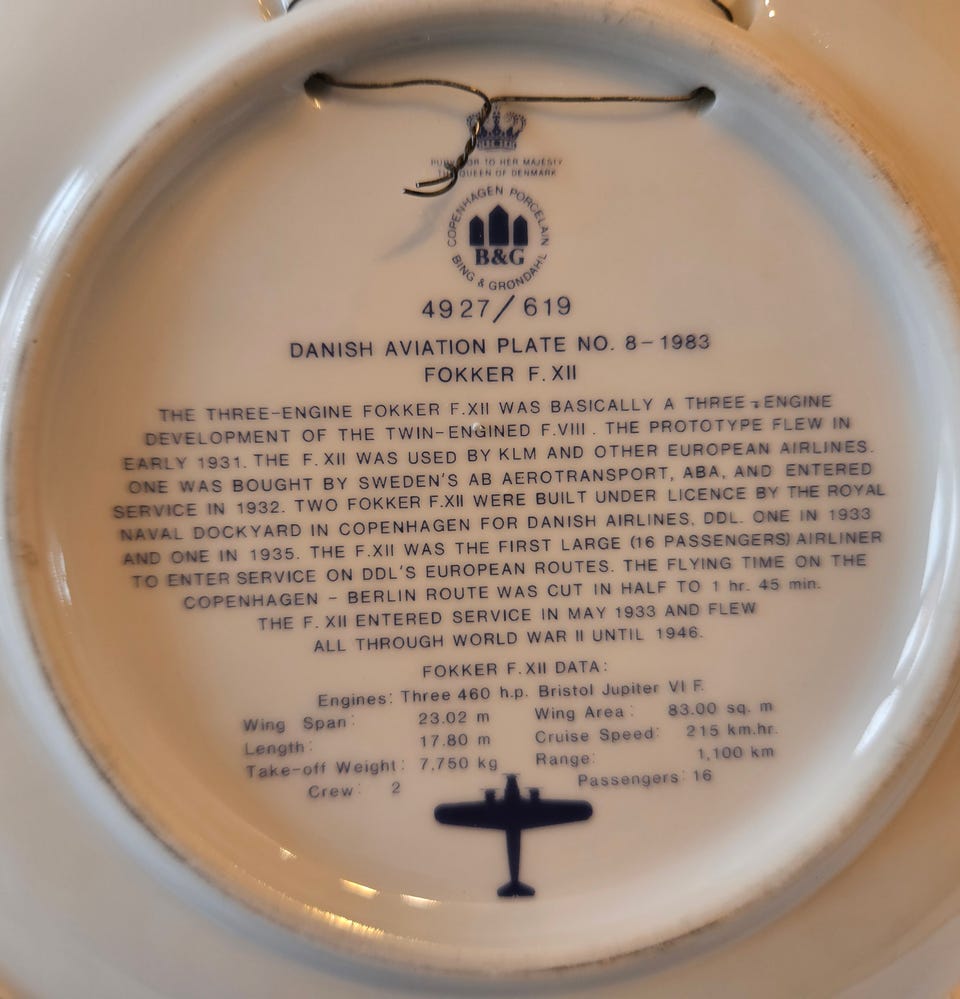 TO HER MAJESTY
QUEEN OF DENMARK
COPENHAGEN PORCELAIN
B&G
BING & GRØNDAHL
4927/619
DANISH AVIATION PLATE NO. 8-1983
FOKKER F. XII
THE THREE-ENGINE FOKKER F.XII WAS BASICALLY A THREE-ENGINE
DEVELOPMENT OF THE TWIN-ENGINED F.VIII. THE PROTOTYPE FLEW IN
EARLY 1931. THE F. XII WAS USED BY KLM AND OTHER EUROPEAN AIRLINES.
ONE WAS BOUGHT BY SWEDEN'S AB AEROTRANSPORT, ABA, AND ENTERED
SERVICE IN 1932. TWO FOKKER F.XII WERE BUILT UNDER LICENCE BY THE ROYAL
NAVAL DOCKYARD IN COPENHAGEN FOR DANISH AIRLINES, DDL. ONE IN 1933
AND ONE IN 1935. THE F.XII WAS THE FIRST LARGE (16 PASSENGERS) AIRLINER
TO ENTER SERVICE ON DDL'S EUROPEAN ROUTES. THE FLYING TIME ON THE
COPENHAGEN - BERLIN ROUTE WAS CUT IN HALF TO 1 hr. 45 min.
THE F. XII ENTERED SERVICE IN MAY 1933 AND FLEW
ALL THROUGH WORLD WAR II UNTIL 1946.
FOKKER F.XII DATA:
Engines: Three 460 h.p. Bristol Jupiter VI F.
Wing Span: 23.02 m Wing Area: 83.00 sq. m
Length: 17.80 m Cruise Speed: 215 km.hr.
Take-off Weight: 7,750 kg Range: 1,100 km
Crew: 2 Passengers: 16